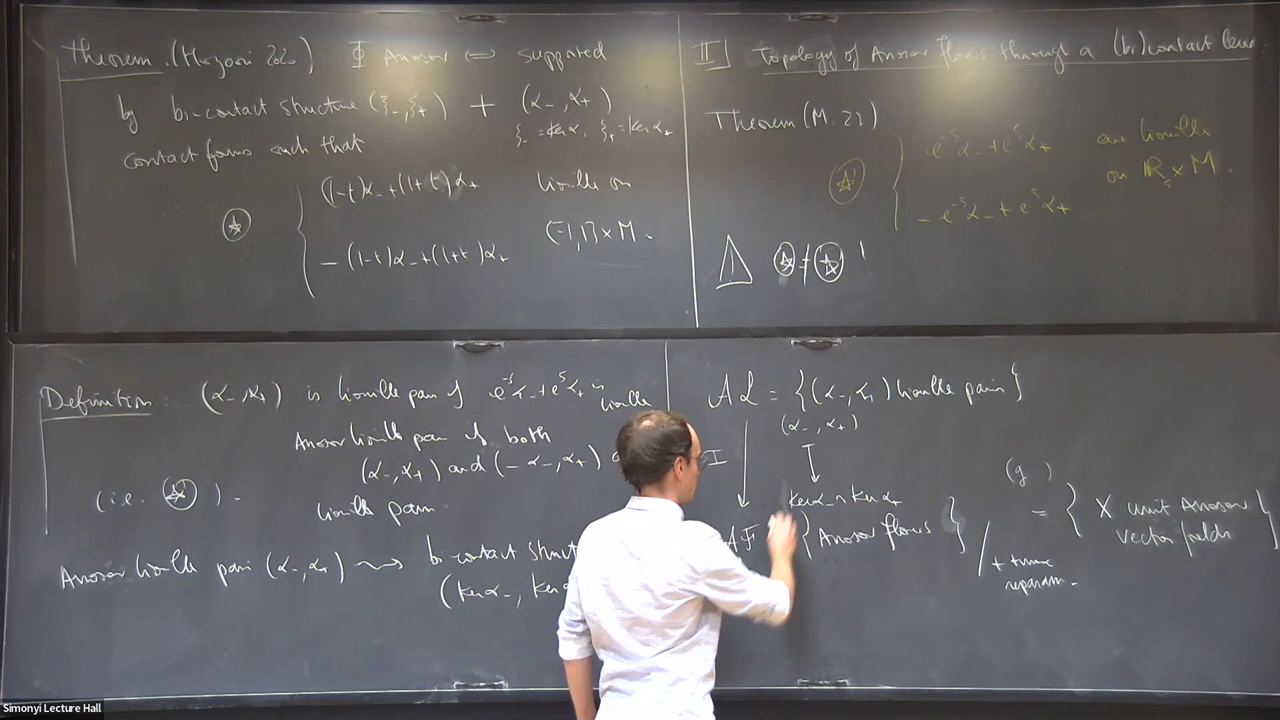 Theorem. (Hozoori 2020). Φ Anosov ⇔ supported
by bi-contact structure (ξ₋, ξ₊) + (α₋, α₊)
ξ₋ = ker α₋, ξ₊ = ker α₊
contact forms such that
(1-t)α₋ + (1+t)α₊ Liouville on
-(1-t)α₋ + (1+t)α₊ [-1,1] × M.
II] Topology of Anosov flows through a (bi)contact lens
Theorem (M. 23)
e⁻ˢα₋ + eˢα₊ are Liouville
-e⁻ˢα₋ + eˢα₊ on ℝₛ × M.
Definition: (α₋, α₊) is Liouville pair if e⁻ˢα₋ + eˢα₊ is Liouville
Anosov Liouville pair if both
(α₋, α₊) and (-α₋, α₊)
(i.e. ☆').
Liouville pairs
Anosov Liouville pair (α₋, α₊) ⇝ bi-contact struct
(ker α₋, ker
AL = {(α₋, α₊) Liouville pairs}
(α₋, α₊)
I ↓ ↓
ker α₋ ∩ ker α₊
AF { Anosov flows } / + time reparam.
(g)
= { X unit Anosov vector fields }
Simonyi Lecture Hall